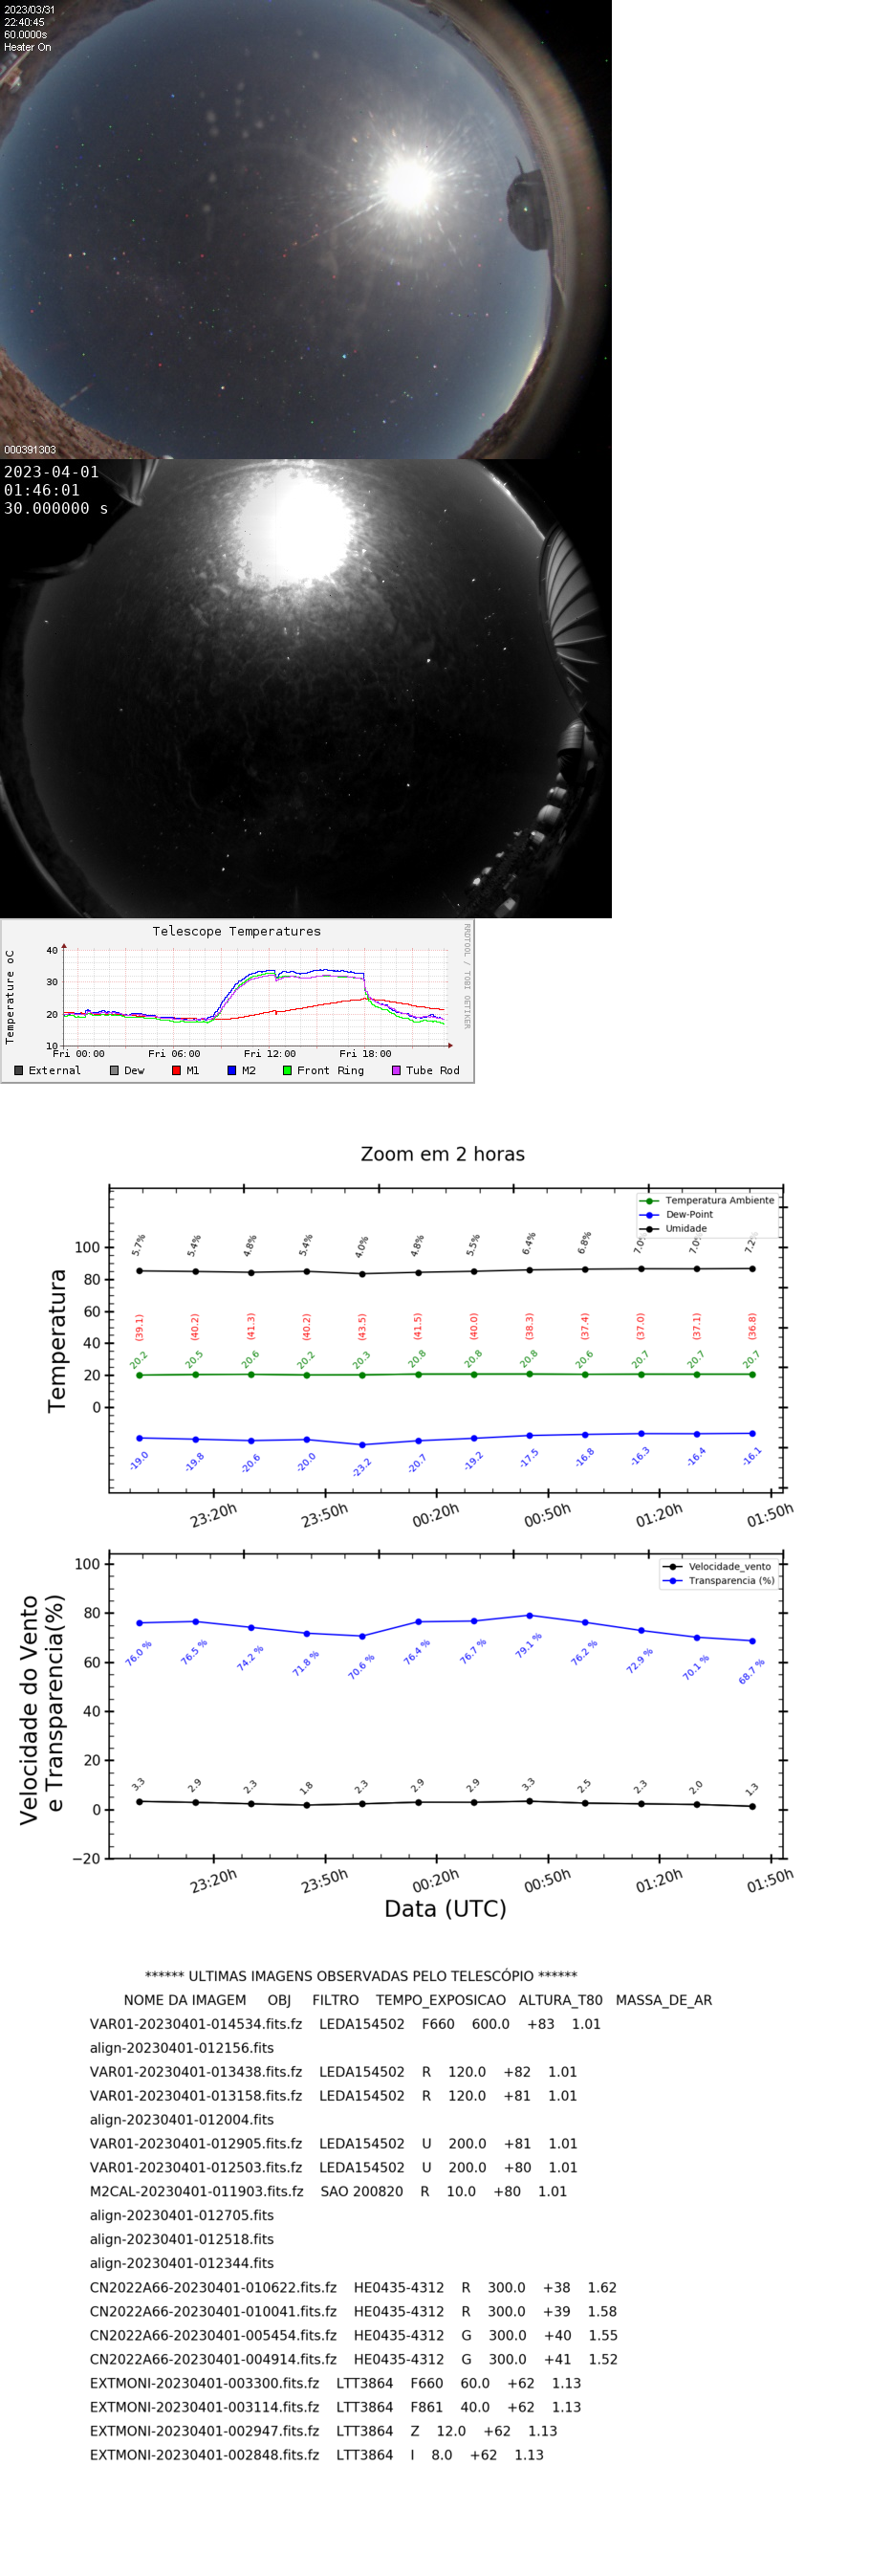 2023/03/31
22:40:45
60.0000s
Heater On
000391303
2023-04-01
01:46:01
30.000000 s
Telescope Temperatures
RRDTOOL / TOBI OETIKER
Temperature oC
40
30
20
10
Fri 00:00 Fri 06:00 Fri 12:00 Fri 18:00
External Dew M1 M2 Front Ring Tube Rod
Zoom em 2 horas
Temperatura Ambiente
Dew-Point
Umidade
Temperatura
100
80
60
40
20
0
5.7% 5.4% 4.8% 5.4% 4.0% 4.8% 5.5% 6.4% 6.8% 7.0% 7.0% 7.2%
(39.1) (40.2) (41.3) (40.2) (43.5) (41.5) (40.0) (38.3) (37.4) (37.0) (37.1) (36.8)
20.2 20.5 20.6 20.2 20.3 20.8 20.8 20.8 20.6 20.7 20.7 20.7
-19.0 -19.8 -20.6 -20.0 -23.2 -20.7 -19.2 -17.5 -16.8 -16.3 -16.4 -16.1
23:20h 23:50h 00:20h 00:50h 01:20h 01:50h
Velocidade_vento
Transparencia (%)
Velocidade do Vento
e Transparencia(%)
100
80
60
40
20
0
−20
76.0 % 76.5 % 74.2 % 71.8 % 70.6 % 76.4 % 76.7 % 79.1 % 76.2 % 72.9 % 70.1 % 68.7 %
3.3 2.9 2.3 1.8 2.3 2.9 2.9 3.3 2.5 2.3 2.0 1.3
23:20h 23:50h 00:20h 00:50h 01:20h 01:50h
Data (UTC)
****** ULTIMAS IMAGENS OBSERVADAS PELO TELESCÓPIO ******
NOME DA IMAGEM OBJ FILTRO TEMPO_EXPOSICAO ALTURA_T80 MASSA_DE_AR
VAR01-20230401-014534.fits.fz LEDA154502 F660 600.0 +83 1.01
align-20230401-012156.fits
VAR01-20230401-013438.fits.fz LEDA154502 R 120.0 +82 1.01
VAR01-20230401-013158.fits.fz LEDA154502 R 120.0 +81 1.01
align-20230401-012004.fits
VAR01-20230401-012905.fits.fz LEDA154502 U 200.0 +81 1.01
VAR01-20230401-012503.fits.fz LEDA154502 U 200.0 +80 1.01
M2CAL-20230401-011903.fits.fz SAO 200820 R 10.0 +80 1.01
align-20230401-012705.fits
align-20230401-012518.fits
align-20230401-012344.fits
CN2022A66-20230401-010622.fits.fz HE0435-4312 R 300.0 +38 1.62
CN2022A66-20230401-010041.fits.fz HE0435-4312 R 300.0 +39 1.58
CN2022A66-20230401-005454.fits.fz HE0435-4312 G 300.0 +40 1.55
CN2022A66-20230401-004914.fits.fz HE0435-4312 G 300.0 +41 1.52
EXTMONI-20230401-003300.fits.fz LTT3864 F660 60.0 +62 1.13
EXTMONI-20230401-003114.fits.fz LTT3864 F861 40.0 +62 1.13
EXTMONI-20230401-002947.fits.fz LTT3864 Z 12.0 +62 1.13
EXTMONI-20230401-002848.fits.fz LTT3864 I 8.0 +62 1.13